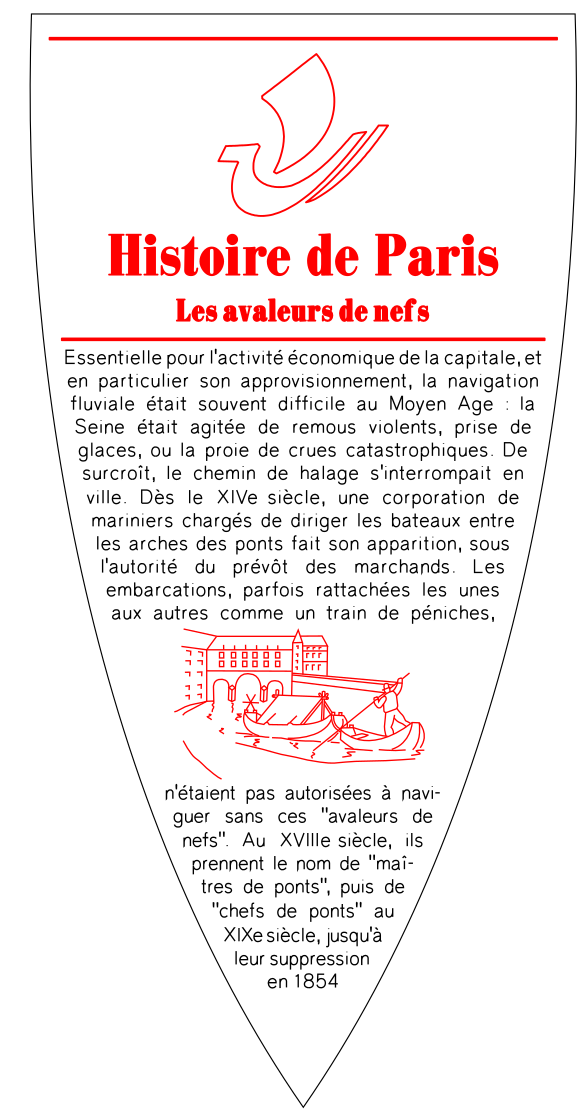 Histoire de Paris
Les avaleurs de nefs
Essentielle pour l'activité économique de la capitale, et
en particulier son approvisionnement, la navigation
fluviale était souvent difficile au Moyen Age : la
Seine était agitée de remous violents, prise de
glaces, ou la proie de crues catastrophiques. De
surcroît, le chemin de halage s'interrompait en
ville. Dès le XIVe siècle, une corporation de
mariniers chargés de diriger les bateaux entre
les arches des ponts fait son apparition, sous
l'autorité du prévôt des marchands. Les
embarcations, parfois rattachées les unes
aux autres comme un train de péniches,
n'étaient pas autorisées à navi-
guer sans ces "avaleurs de
nefs". Au XVIIIe siècle, ils
prennent le nom de "maî-
tres de ponts", puis de
"chefs de ponts" au
XIXe siècle, jusqu'à
leur suppression
en 1854